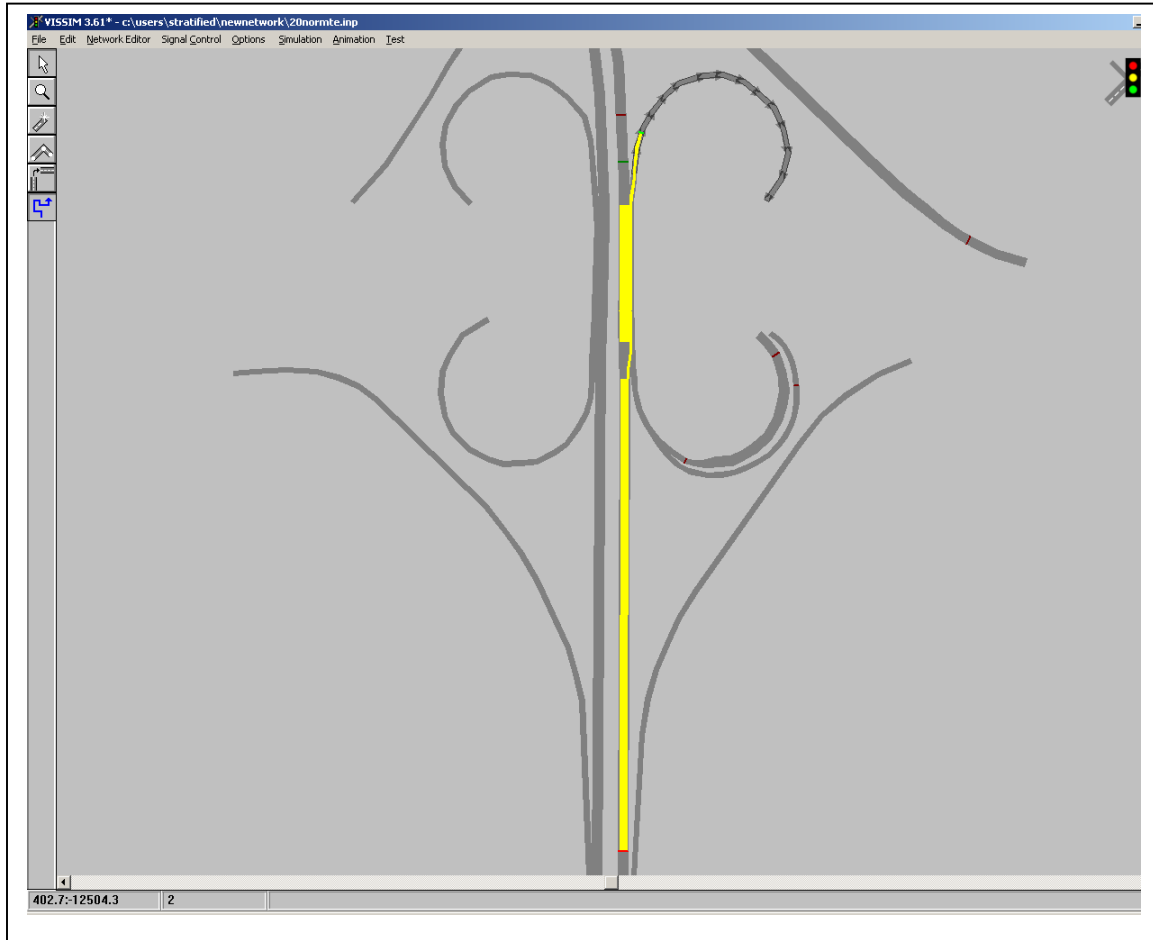 VISSIM 3.61* - c:\users\stratified\newnetwork\20normte.inp
File Edit Network Editor Signal Control Options Simulation Animation Test
402.7:-12504.3 2